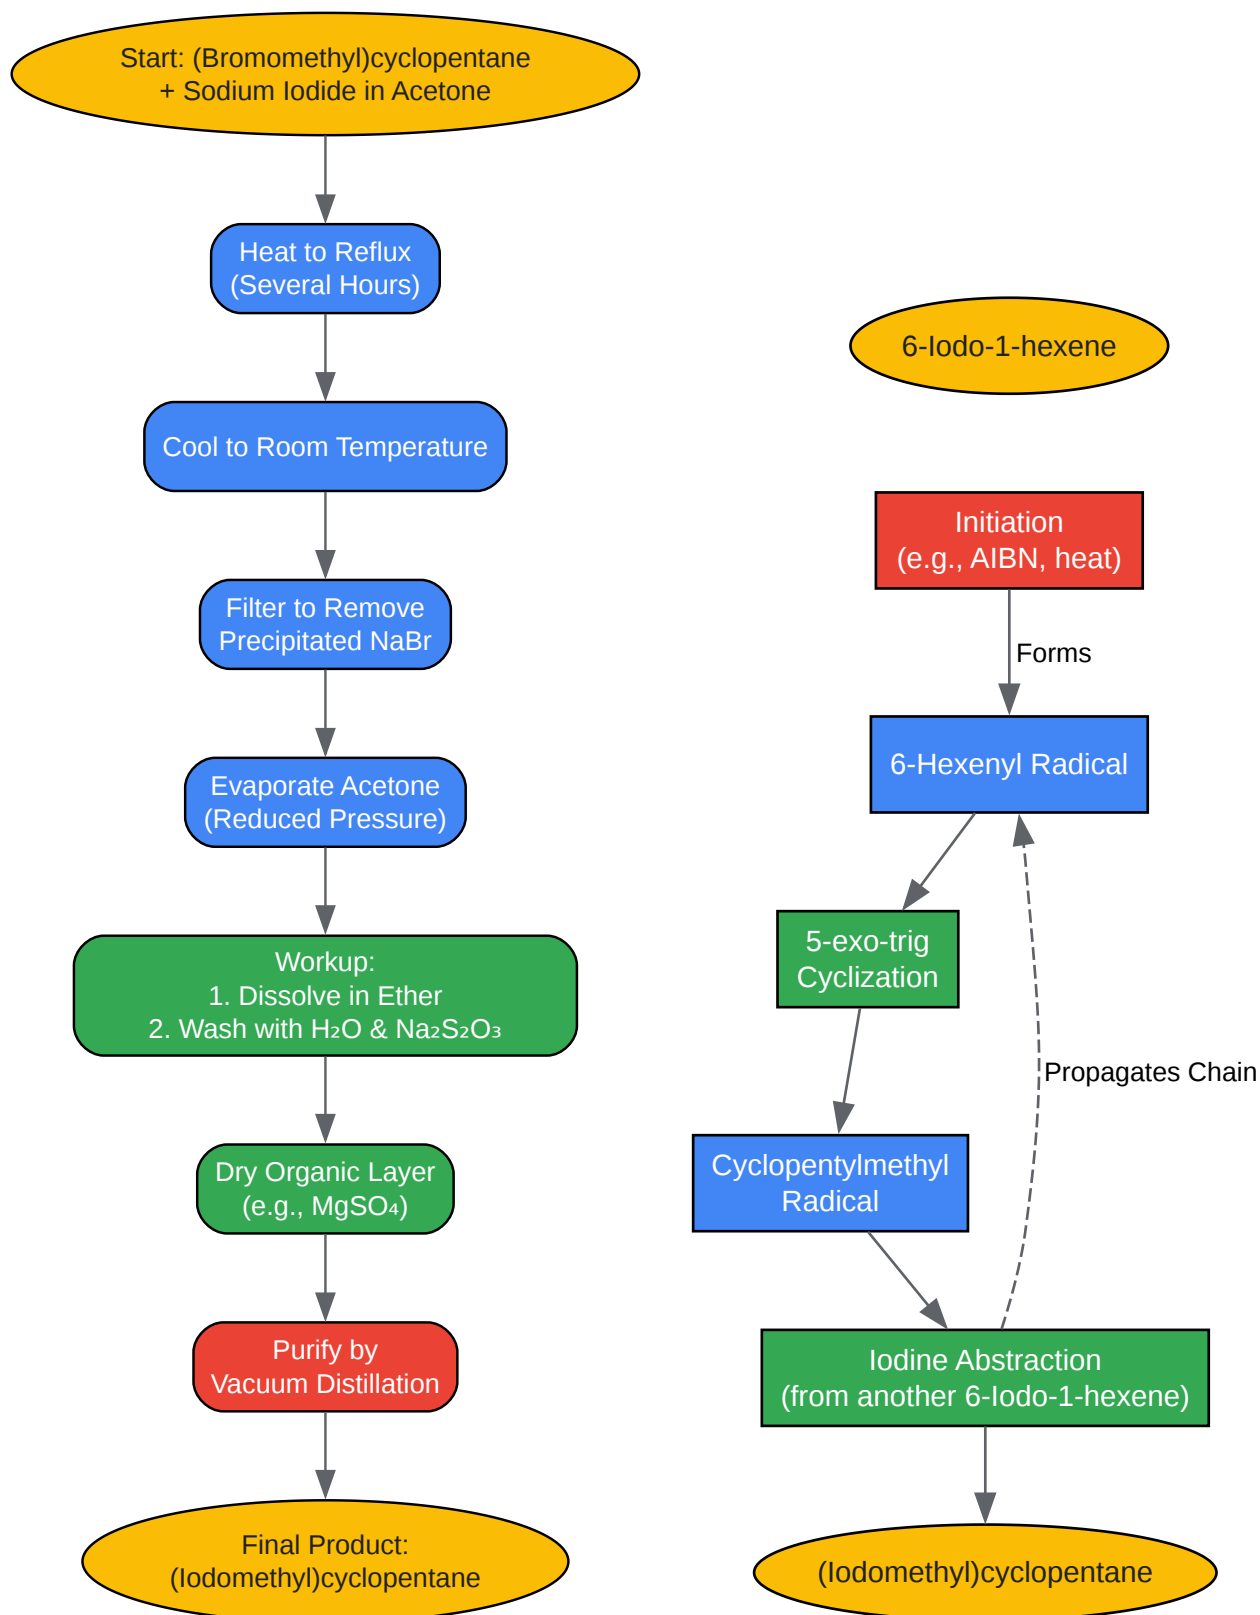 Start: (Bromomethyl)cyclopentane
+ Sodium Iodide in Acetone
Heat to Reflux
(Several Hours)
Cool to Room Temperature
Filter to Remove
Precipitated NaBr
Evaporate Acetone
(Reduced Pressure)
Workup:
1. Dissolve in Ether
2. Wash with H₂O & Na₂S₂O₃
Dry Organic Layer
(e.g., MgSO₄)
Purify by
Vacuum Distillation
Final Product:
(Iodomethyl)cyclopentane
6-Iodo-1-hexene
Initiation
(e.g., AIBN, heat)
Forms
6-Hexenyl Radical
5-exo-trig
Cyclization
Propagates Chain
Cyclopentylmethyl
Radical
Iodine Abstraction
(from another 6-Iodo-1-hexene)
(Iodomethyl)cyclopentane